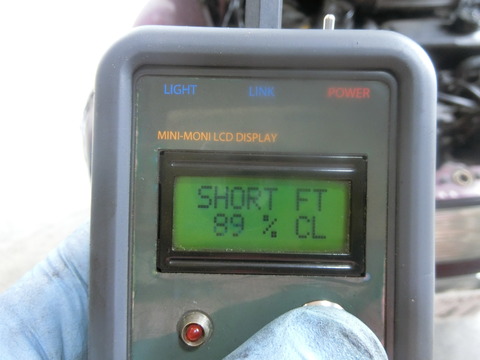 LIGHT LINK POWER
MINI-MONI LCD DISPLAY
SHORT FT
89 % CL